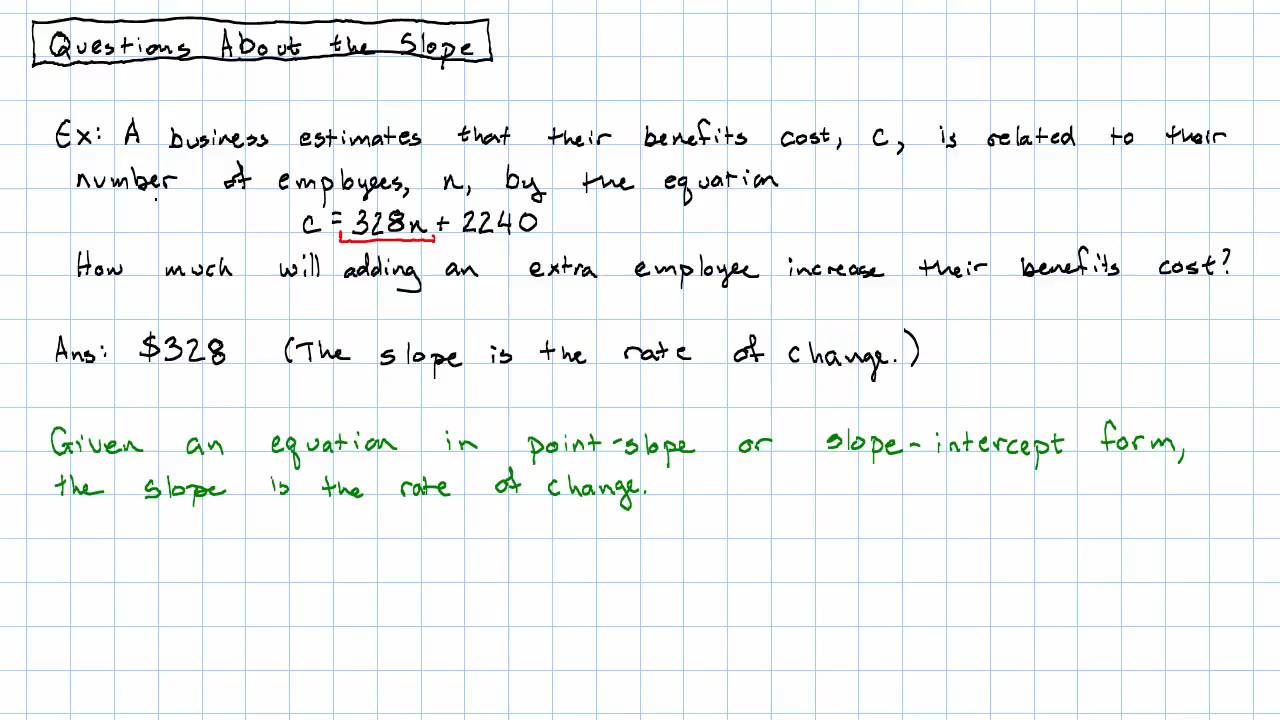 Questions About the Slope
Ex: A business estimates that their benefits cost, c, is related to their
number of employees, n, by the equation
c = 328n + 2240
How much will adding an extra employee increase their benefits cost?
Ans: $328 (The slope is the rate of change.)
Given an equation in point-slope or slope-intercept form,
the slope is the rate of change.